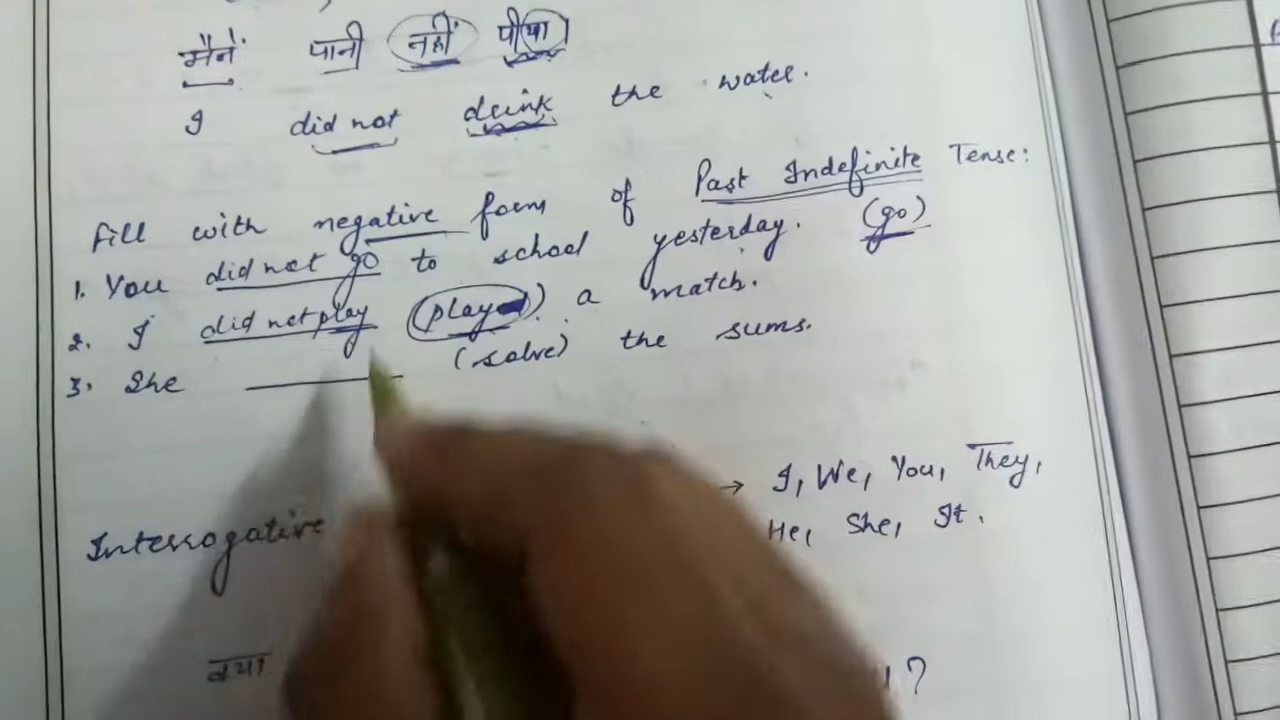 मैंने पानी नहीं पीया।
I did not drink the water.
Fill with negative form of Past Indefinite Tense:
1. You did not go to school yesterday. (go)
2. I did not play (play) a match.
3. She ______ (solve) the sums.
→ I, We, You, They,
Interrogative He, She, It.
क्या ?